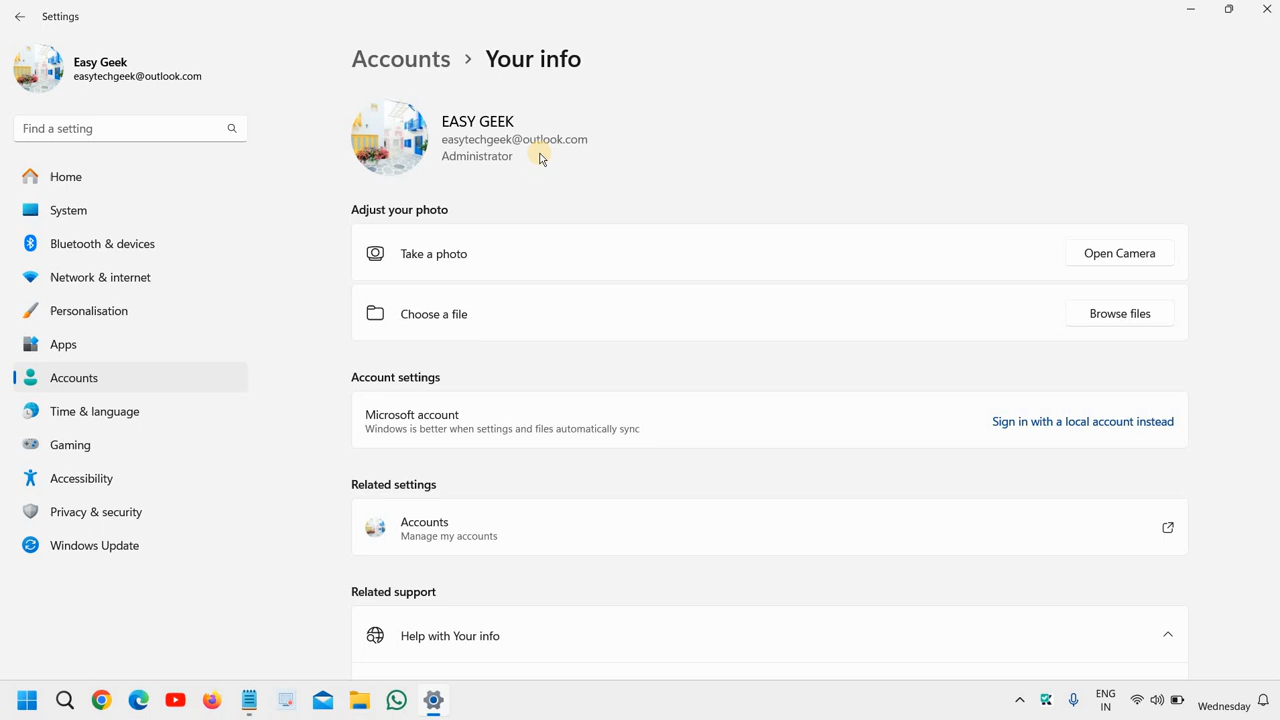 Settings
Easy Geek
easytechgeek@outlook.com
Find a setting
Home
System
Bluetooth & devices
Network & internet
Personalisation
Apps
Accounts
Time & language
Gaming
Accessibility
Privacy & security
Windows Update
Accounts > Your info
EASY GEEK
easytechgeek@outlook.com
Administrator
Adjust your photo
Take a photo
Open Camera
Choose a file
Browse files
Account settings
Microsoft account
Windows is better when settings and files automatically sync
Sign in with a local account instead
Related settings
Accounts
Manage my accounts
Related support
Help with Your info
ENG
IN
Wednesday